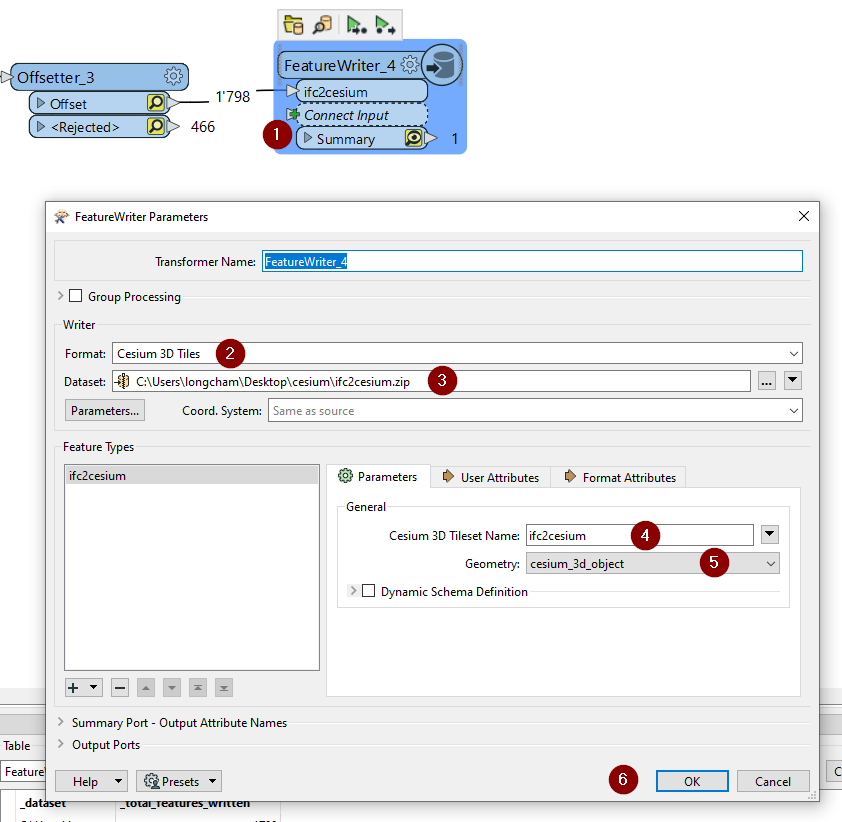 FeatureWriter_4
Offsetter_3
Offset
1'798
ifc2cesium
Connect Input
<Rejected>
466
1
Summary
1
FeatureWriter Parameters
Transformer Name: FeatureWriter_4
Group Processing
Writer
Format: Cesium 3D Tiles 2
Dataset: C:\Users\longcham\Desktop\cesium\ifc2cesium.zip 3 ...
Parameters... Coord. System: Same as source
Feature Types
ifc2cesium
Parameters User Attributes Format Attributes
General
Cesium 3D Tileset Name: ifc2cesium 4
Geometry: cesium_3d_object 5
Dynamic Schema Definition
Summary Port - Output Attribute Names
Output Ports
Table
Help Presets 6 OK Cancel
_dataset _total_features_written